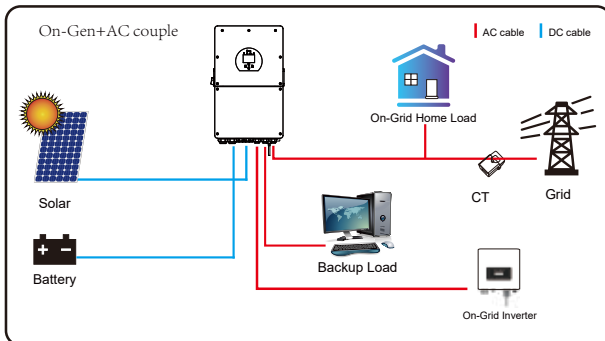 On-Gen+AC couple
AC cable
DC cable
On-Grid Home Load
CT
Grid
Solar
Backup Load
Battery
On-Grid Inverter